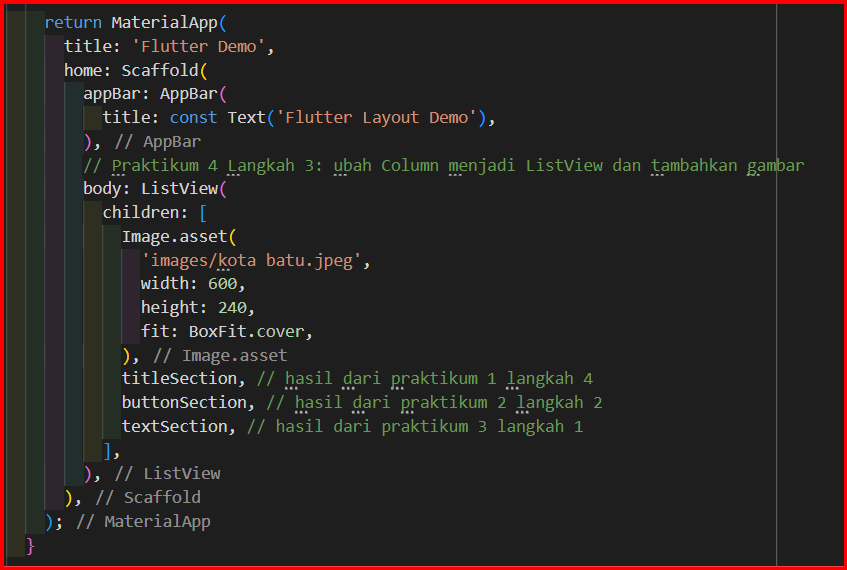 return MaterialApp(
title: 'Flutter Demo',
home: Scaffold(
appBar: AppBar(
title: const Text('Flutter Layout Demo'),
), // AppBar
// Praktikum 4 Langkah 3: ubah Column menjadi ListView dan tambahkan gambar
body: ListView(
children: [
Image.asset(
'images/kota batu.jpeg',
width: 600,
height: 240,
fit: BoxFit.cover,
), // Image.asset
titleSection, // hasil dari praktikum 1 langkah 4
buttonSection, // hasil dari praktikum 2 langkah 2
textSection, // hasil dari praktikum 3 langkah 1
],
), // ListView
), // Scaffold
); // MaterialApp
}